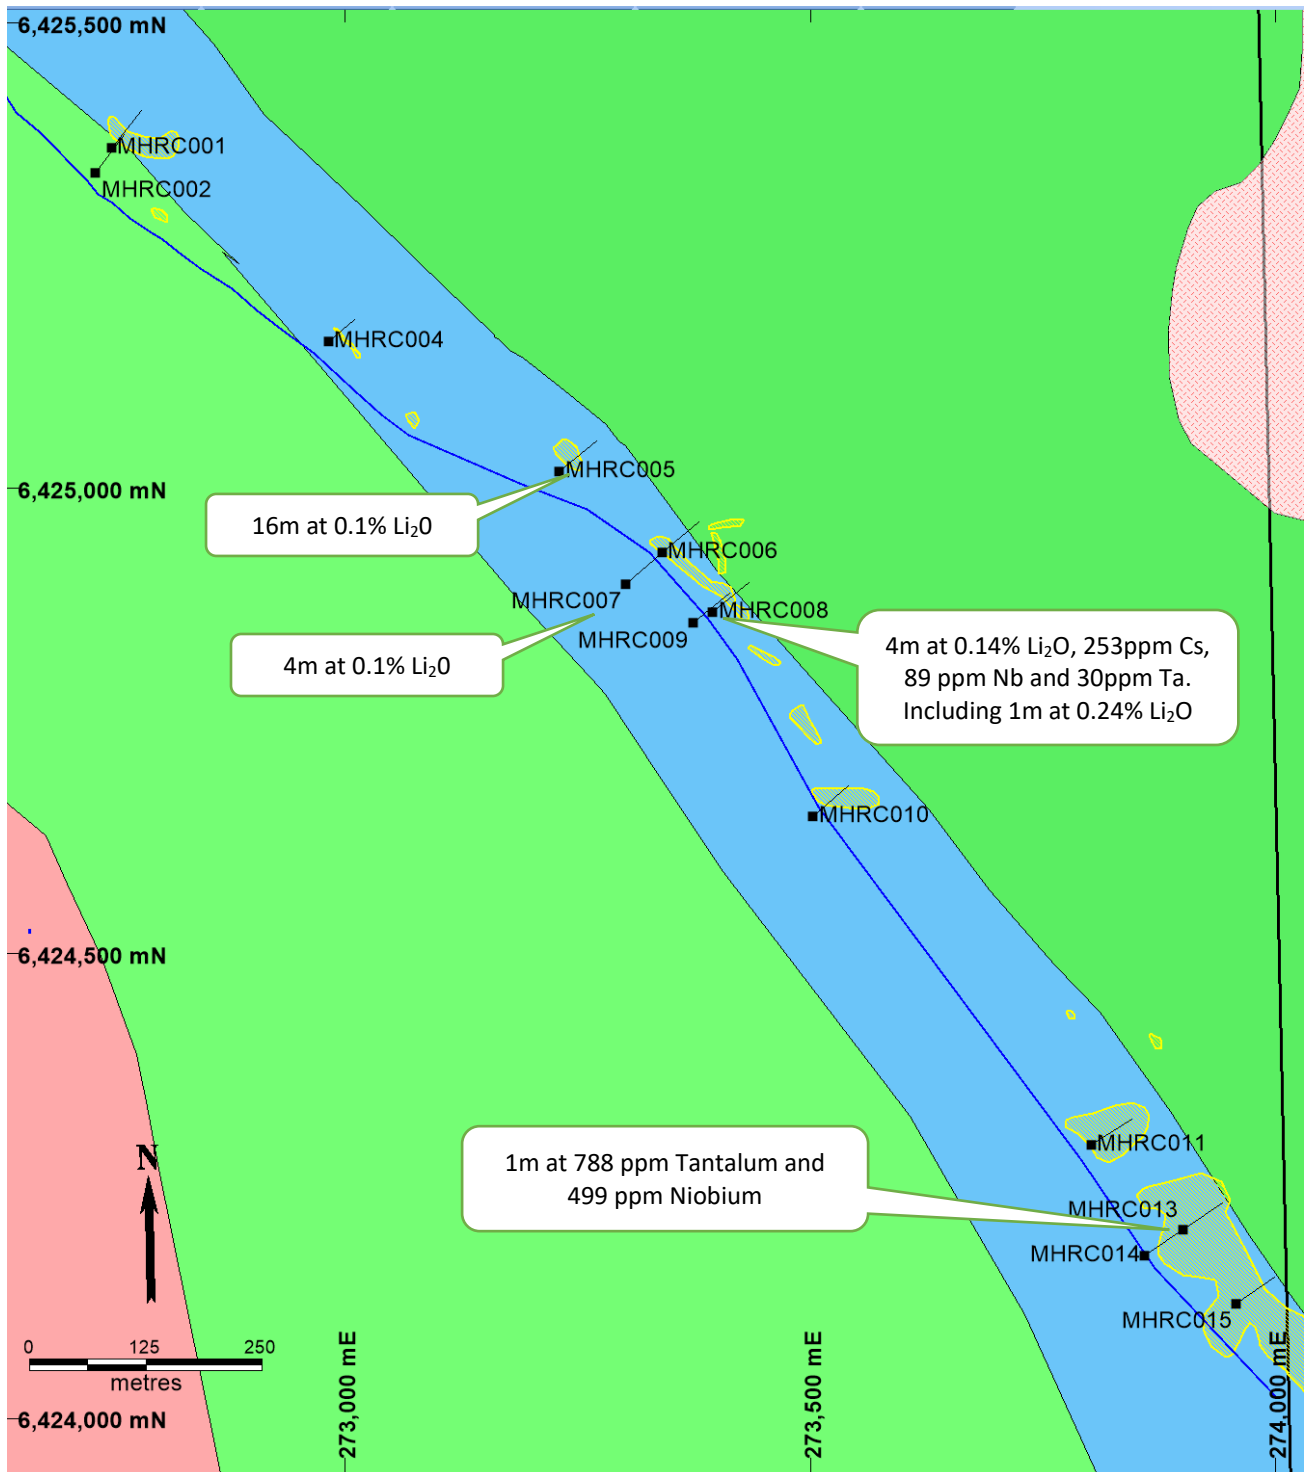 6,425,500 mN
MHRC001
MHRC002
MHRC004
MHRC005
6,425,000 mN
16m at 0.1% Li₂0
MHRC006
MHRC007
MHRC008
MHRC009
4m at 0.1% Li₂0
4m at 0.14% Li₂O, 253ppm Cs,
89 ppm Nb and 30ppm Ta.
Including 1m at 0.24% Li₂O
MHRC010
6,424,500 mN
MHRC011
1m at 788 ppm Tantalum and
499 ppm Niobium
N
MHRC013
MHRC014
MHRC015
0 125 250
metres
273,000 mE
273,500 mE
274,000 mE
6,424,000 mN